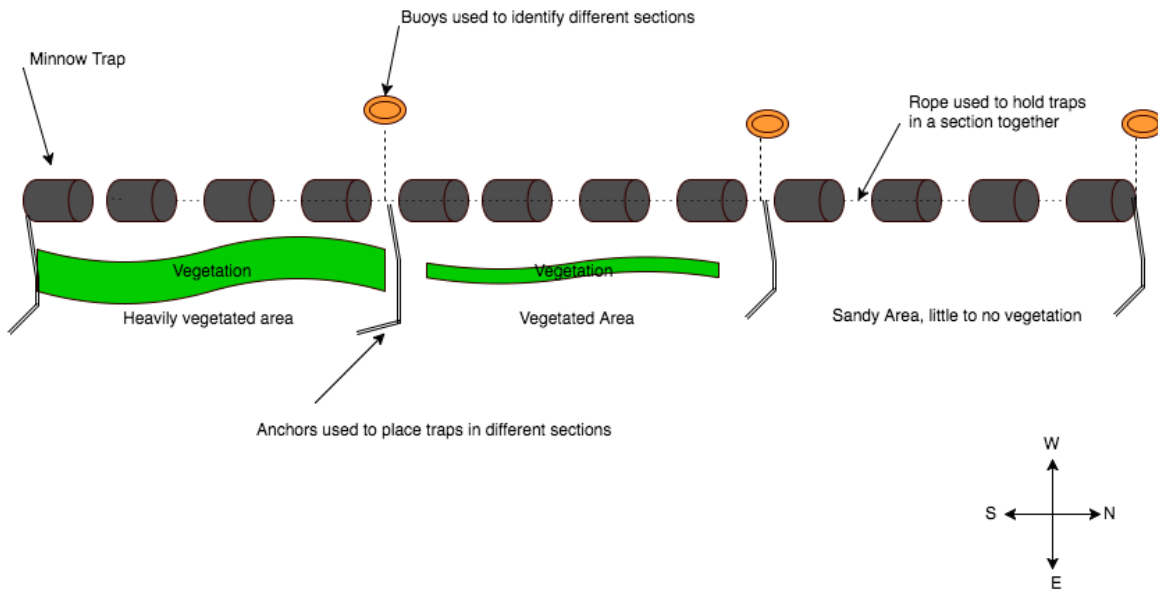 Buoys used to identify different sections
Minnow Trap
Rope used to hold traps
in a section together
Vegetation
Vegetation
Heavily vegetated area
Vegetated Area
Sandy Area, little to no vegetation
Anchors used to place traps in different sections
W
S
N
E